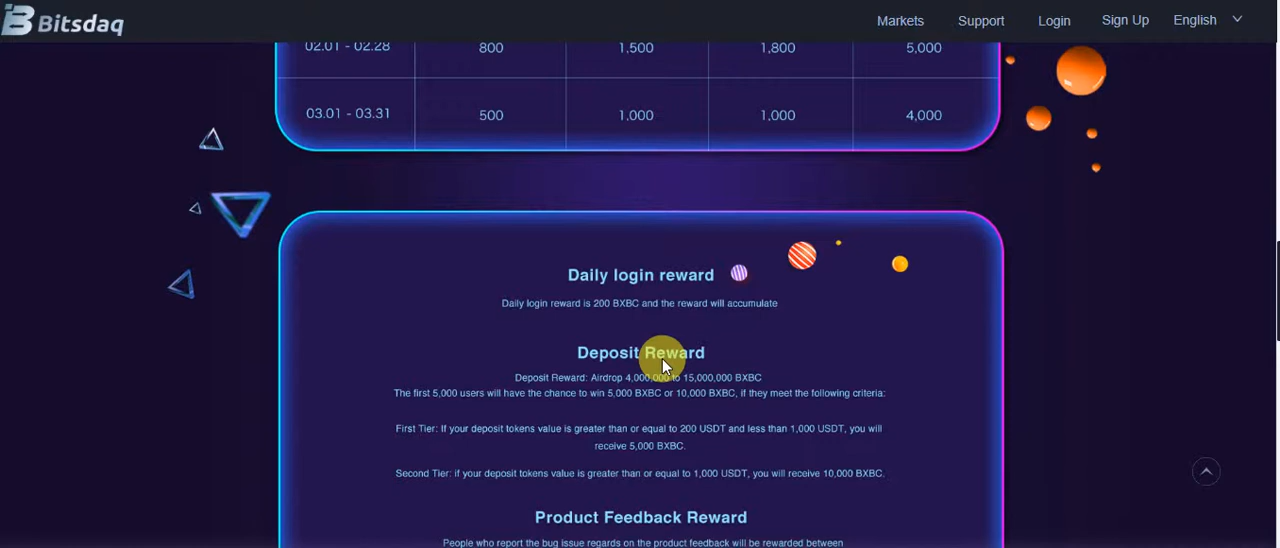 Bitsdaq
Markets Support Login Sign Up English
02.01 - 02.28 800 1,500 1,800 5,000
03.01 - 03.31 500 1,000 1,000 4,000
Daily login reward
Daily login reward is 200 BXBC and the reward will accumulate
Deposit Reward
Deposit Reward: Airdrop 4,000,000 to 15,000,000 BXBC
The first 5,000 users will have the chance to win 5,000 BXBC or 10,000 BXBC, if they meet the following criteria:
First Tier: If your deposit tokens value is greater than or equal to 200 USDT and less than 1,000 USDT, you will
receive 5,000 BXBC.
Second Tier: if your deposit tokens value is greater than or equal to 1,000 USDT, you will receive 10,000 BXBC.
Product Feedback Reward
People who report the bug issue regards on the product feedback will be rewarded between